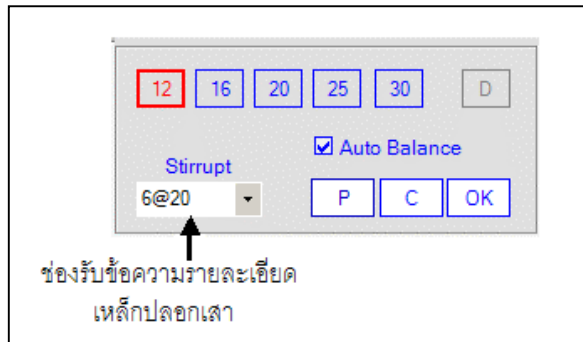 12 16 20 25 30 D
Auto Balance
Stirrupt
6@20 P C OK
ช่องรับข้อความรายละเอียด
เหล็กปลอกเสา